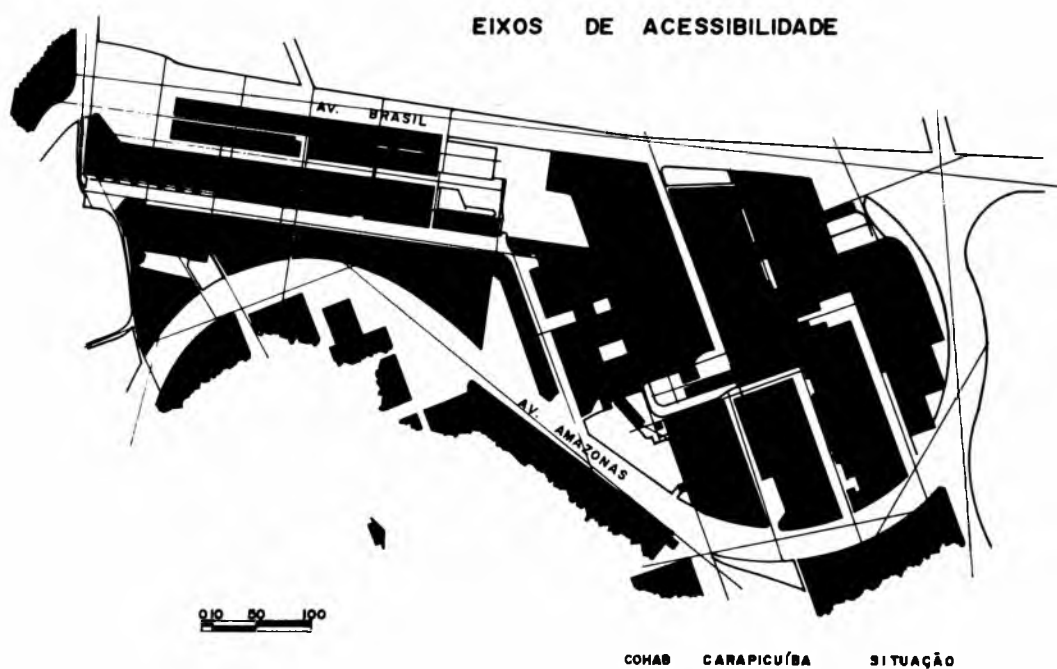 EIXOS DE ACESSIBILIDADE
AV. BRASIL
AV. AMAZONAS
0 10 50 100
COHAB CARAPICUÍBA SITUAÇÃO